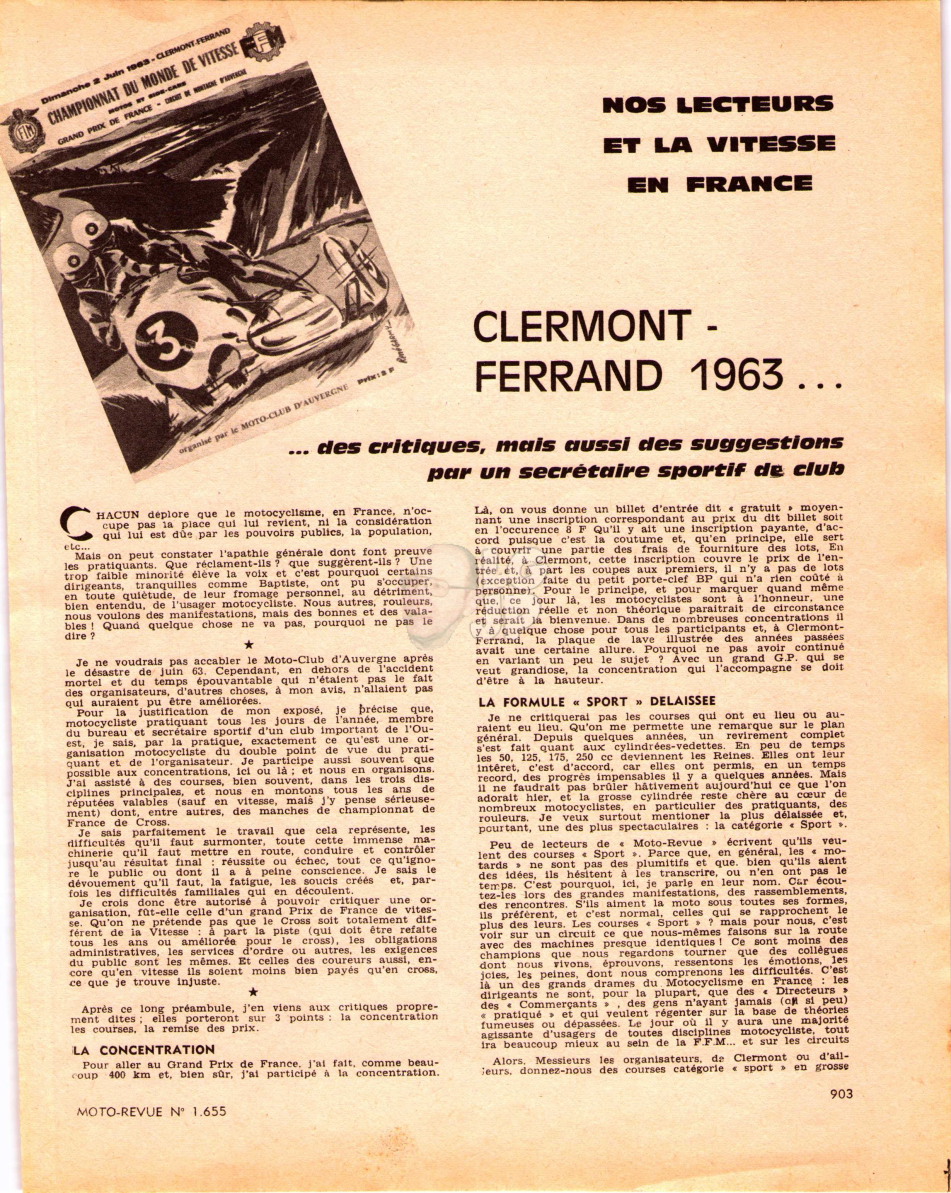 Dimanche 2 Juin 1963 - CLERMONT-FERRAND
CHAMPIONNAT DU MONDE DE VITESSE
MOTOS ET SIDE-CARS
GRAND PRIX DE FRANCE - CIRCUIT DE MONTAGNE D'AUVERGNE
FIM
FFM
3
Prix : 2 F
organisé par le MOTO-CLUB D'AUVERGNE
NOS LECTEURS
ET LA VITESSE
EN FRANCE
CLERMONT -
FERRAND 1963 ...
... des critiques, mais aussi des suggestions
par un secrétaire sportif de club
CHACUN déplore que le motocyclisme, en France, n'oc-
cupe pas la place qui lui revient, ni la considération
qui lui est due par les pouvoirs publics, la population,
etc...
Mais on peut constater l'apathie générale dont font preuve
les pratiquants. Que réclament-ils ? que suggèrent-ils ? Une
trop faible minorité élève la voix et c'est pourquoi certains
dirigeants, tranquilles comme Baptiste, ont pu s'occuper,
en toute quiétude, de leur fromage personnel, au détriment,
bien entendu, de l'usager motocycliste. Nous autres, rouleurs,
nous voulons des manifestations, mais des bonnes et des vala-
bles ! Quand quelque chose ne va pas, pourquoi ne pas le
dire ?
★
Je ne voudrais pas accabler le Moto-Club d'Auvergne après
le désastre de juin 63. Cependant, en dehors de l'accident
mortel et du temps épouvantable qui n'étaient pas le fait
des organisateurs, d'autres choses, à mon avis, n'allaient pas
qui auraient pu être améliorées.
Pour la justification de mon exposé, je précise que,
motocycliste pratiquant tous les jours de l'année, membre
du bureau et secrétaire sportif d'un club important de l'Ou-
est, je sais, par la pratique, exactement ce qu'est une or-
ganisation motocycliste du double point de vue du prati-
quant et de l'organisateur. Je participe aussi souvent que
possible aux concentrations, ici ou là ; et nous en organisons.
J'ai assisté à des courses, bien souvent, dans les trois dis-
ciplines principales, et nous en montons tous les ans de
réputées valables (sauf en vitesse, mais j'y pense sérieuse-
ment) dont, entre autres, des manches de championnat de
France de Cross.
Je sais parfaitement le travail que cela représente, les
difficultés qu'il faut surmonter, toute cette immense ma-
chinerie qu'il faut mettre en route, conduire et contrôler
jusqu'au résultat final : réussite ou échec, tout ce qu'igno-
re le public ou dont il a à peine conscience. Je sais le
dévouement qu'il faut, la fatigue, les soucis créés et, par-
fois les difficultés familiales qui en découlent.
Je crois donc être autorisé à pouvoir critiquer une or-
ganisation, fût-elle celle d'un grand Prix de France de vites-
se. Qu'on ne prétende pas que le Cross soit totalement dif-
férent de la Vitesse : à part la piste (qui doit être refaite
tous les ans ou améliorée pour le cross), les obligations
administratives, les services d'ordre ou autres, les exigences
du public sont les mêmes. Et celles des coureurs aussi, en-
core qu'en vitesse ils soient moins bien payés qu'en cross,
ce que je trouve injuste.
★
Après ce long préambule, j'en viens aux critiques propre-
ment dites ; elles porteront sur 3 points : la concentration
les courses, la remise des prix.
LA CONCENTRATION
Pour aller au Grand Prix de France, j'ai fait, comme beau-
coup 400 km et, bien sûr, j'ai participé à la concentration.
Là, on vous donne un billet d'entrée dit « gratuit » moyen-
nant une inscription correspondant au prix du dit billet soit
en l'occurence 8 F Qu'il y ait une inscription payante, d'ac-
cord puisque c'est la coutume et, qu'en principe, elle sert
à couvrir une partie des frais de fourniture des lots, En
réalité, à Clermont, cette inscription couvre le prix de l'en-
trée et, à part les coupes aux premiers, il n'y a pas de lots
(exception faite du petit porte-clef BP qui n'a rien coûté à
personne). Pour le principe, et pour marquer quand même
que, ce jour là, les motocyclistes sont à l'honneur, une
réduction réelle et non théorique paraitrait de circonstance
et serait la bienvenue. Dans de nombreuses concentrations il
y a quelque chose pour tous les participants et, à Clermont-
Ferrand, la plaque de lave illustrée des années passées
avait une certaine allure. Pourquoi ne pas avoir continué
en variant un peu le sujet ? Avec un grand G.P. qui se
veut grandiose, la concentration qui l'accompagne se doit
d'être à la hauteur.
LA FORMULE « SPORT » DELAISSEE
Je ne critiquerai pas les courses qui ont eu lieu ou au-
raient eu lieu. Qu'on me permette une remarque sur le plan
général. Depuis quelques années, un revirement complet
s'est fait quant aux cylindrées-vedettes. En peu de temps
les 50, 125, 175, 250 cc deviennent les Reines. Elles ont leur
intéret, c'est d'accord, car elles ont permis, en un temps
record, des progrès impensables il y a quelques années. Mais
il ne faudrait pas brûler hâtivement aujourd'hui ce que l'on
adorait hier, et la grosse cylindrée reste chère au cœur de
nombreux motocyclistes, en particulier des pratiquants, des
rouleurs. Je veux surtout mentionner la plus délaissée et,
pourtant, une des plus spectaculaires : la catégorie « Sport ».
Peu de lecteurs de « Moto-Revue » écrivent qu'ils veu-
lent des courses « Sport ». Parce que, en général, les « mo-
tards » ne sont pas des plumitifs et que. bien qu'ils aient
des idées, ils hésitent à les transcrire, ou n'en ont pas le
temps. C'est pourquoi, ici, je parle en leur nom. Car écou-
tez-les lors des grandes manifestations, des rassemblements,
des rencontres. S'ils aiment la moto sous toutes ses formes,
ils préfèrent, et c'est normal, celles qui se rapprochent le
plus des leurs. Les courses « Sport » ? mais pour nous, c'est
voir sur un circuit ce que nous-mêmes faisons sur la route
avec des machines presque identiques ! Ce sont moins des
champions que nous regardons tourner que des collègues
dont nous vivons, éprouvons, ressentons les émotions, les
joies, les peines, dont nous comprenons les difficultés. C'est
là un des grands drames du Motocyclisme en France : les
dirigeants ne sont, pour la plupart, que des « Directeurs »
des « Commerçants » , des gens n'ayant jamais (ou si peu)
« pratiqué » et qui veulent régenter sur la base de théories
fumeuses ou dépassées. Le jour où il y aura une majorité
agissante d'usagers de toutes disciplines motocycliste, tout
ira beaucoup mieux au sein de la F.F.M... et sur les circuits
Alors, Messieurs les organisateurs, de Clermont ou d'ail-
leurs, donnez-nous des courses catégorie « sport » en grosse
903
MOTO-REVUE N° 1.655